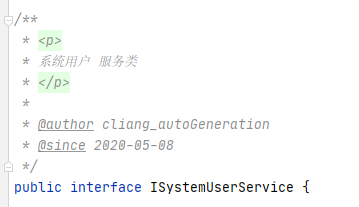 /**
* <p>
* 系统用户 服务类
* </p>
*
* @author cliang_autoGeneration
* @since 2020-05-08
*/
public interface ISystemUserService {